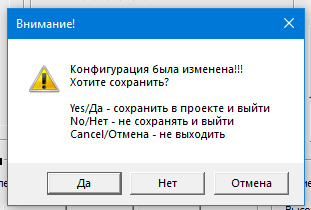 Внимание!
Конфигурация была изменена!!!
Хотите сохранить?
Yes/Да - сохранить в проекте и выйти
No/Нет - не сохранять и выйти
Cancel/Отмена - не выходить
Да
Нет
Отмена